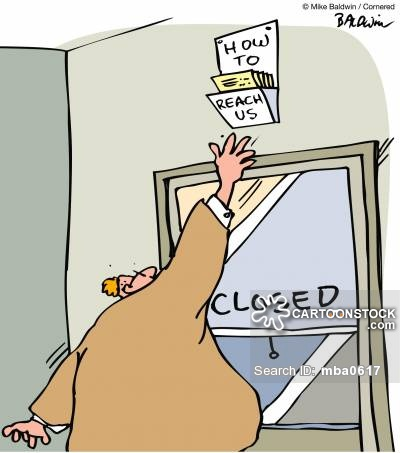 © Mike Baldwin / Cornered
BALDWIN
HOW
TO
REACH
US
CLOSED
CARTOONSTOCK
.com
Search ID: mba0617